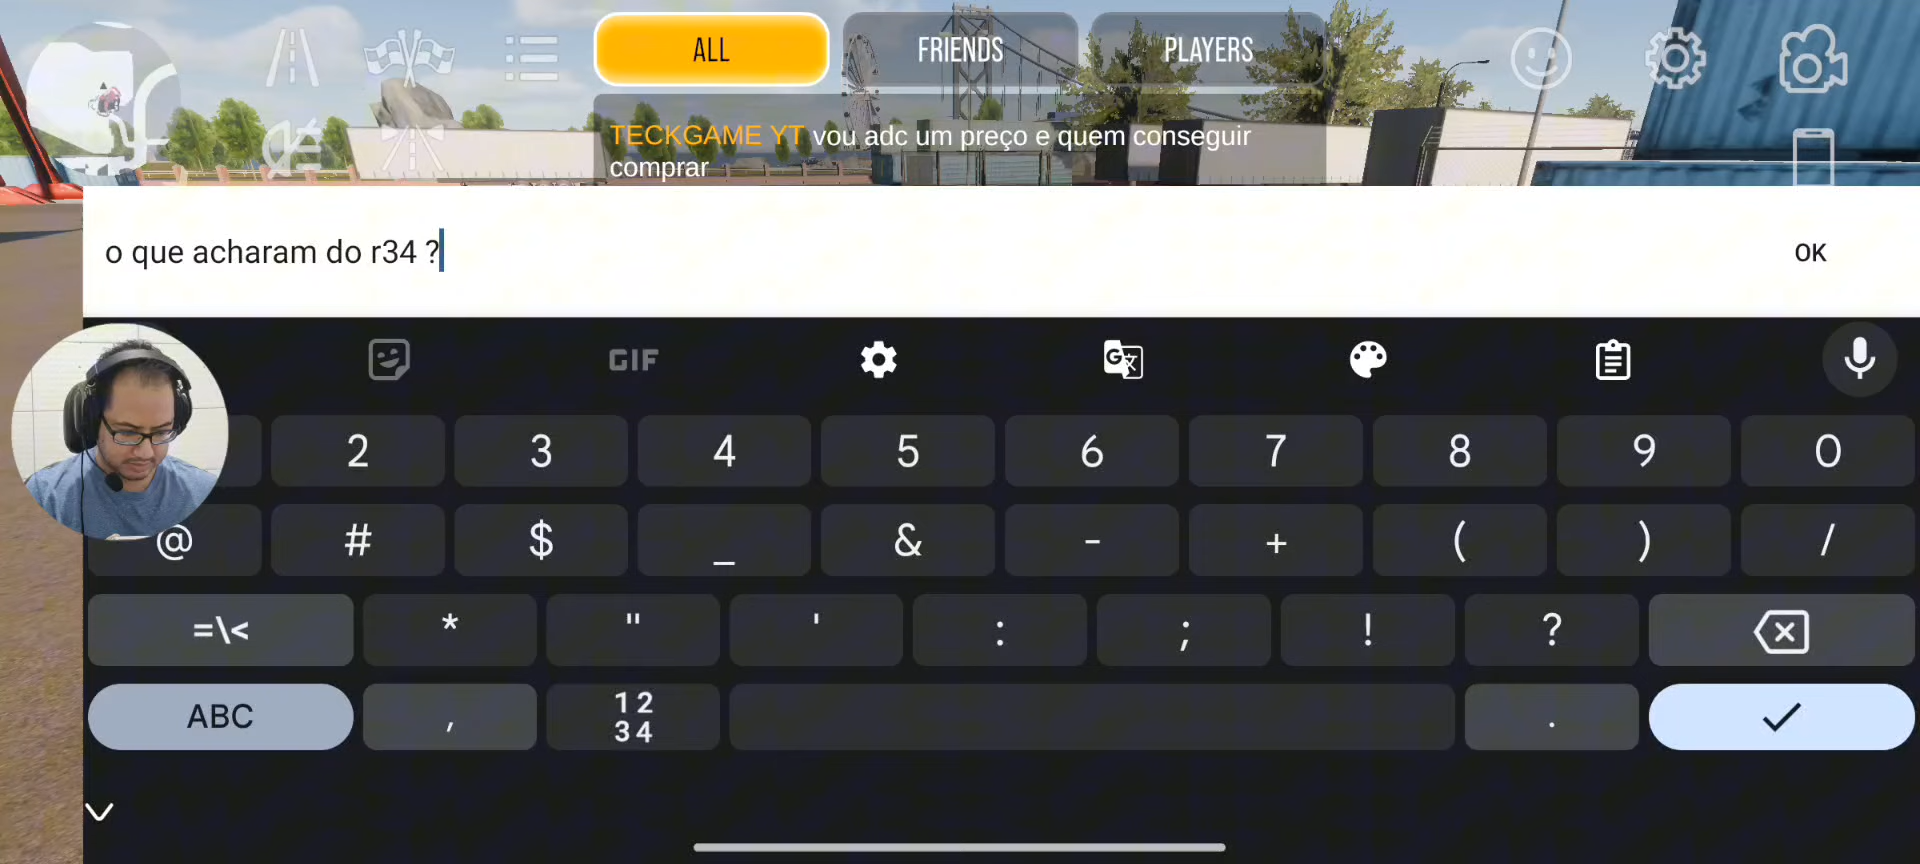 ALL
FRIENDS
PLAYERS
TECKGAME YT vou adc um preço e quem conseguir
comprar
o que acharam do r34 ?
OK
GIF
2 3 4 5 6 7 8 9 0
@ # $ _ & - + ( ) /
=\< * " ' : ; ! ?
ABC , 12 .
34